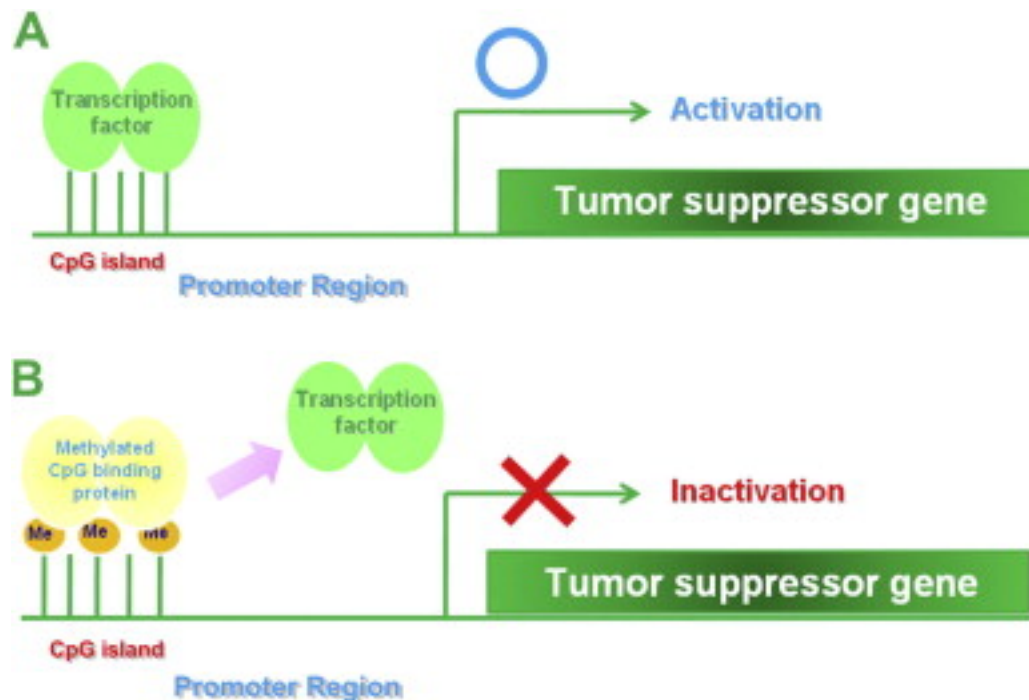 A
Transcription
factor
Activation
Tumor suppressor gene
CpG island
Promoter Region
B
Transcription
factor
Methylated
CpG binding
protein
Me Me Me
Inactivation
Tumor suppressor gene
CpG island
Promoter Region